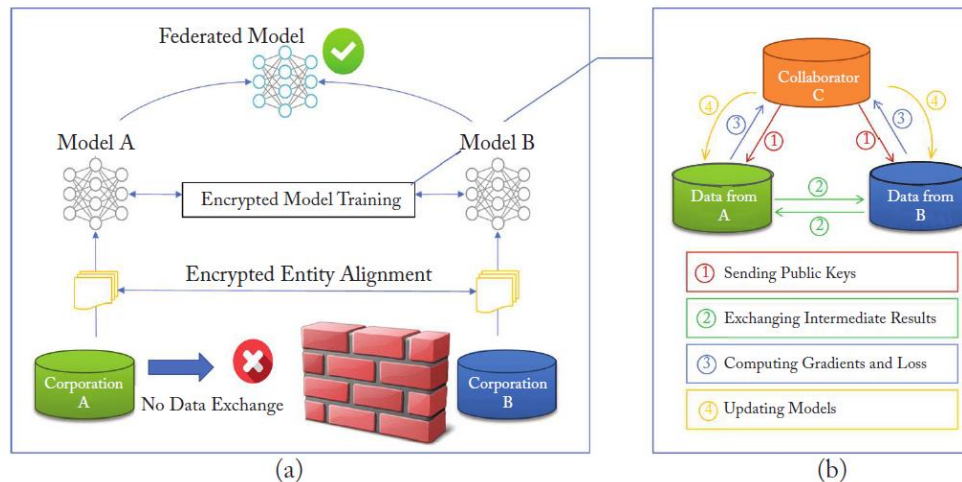 Federated Model
Model A
Model B
Encrypted Model Training
Encrypted Entity Alignment
Corporation
A
No Data Exchange
Corporation
B
(a)
Collaborator
C
4
3
1
1
3
4
Data from
A
2
2
Data from
B
1 Sending Public Keys
2 Exchanging Intermediate Results
3 Computing Gradients and Loss
4 Updating Models
(b)